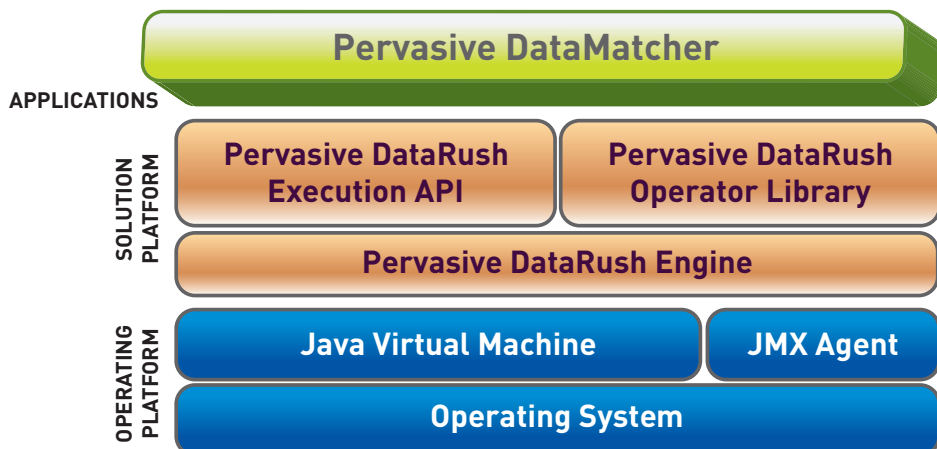 Pervasive DataMatcher
APPLICATIONS
SOLUTION
PLATFORM
Pervasive DataRush
Execution API
Pervasive DataRush
Operator Library
Pervasive DataRush Engine
OPERATING
PLATFORM
Java Virtual Machine
JMX Agent
Operating System